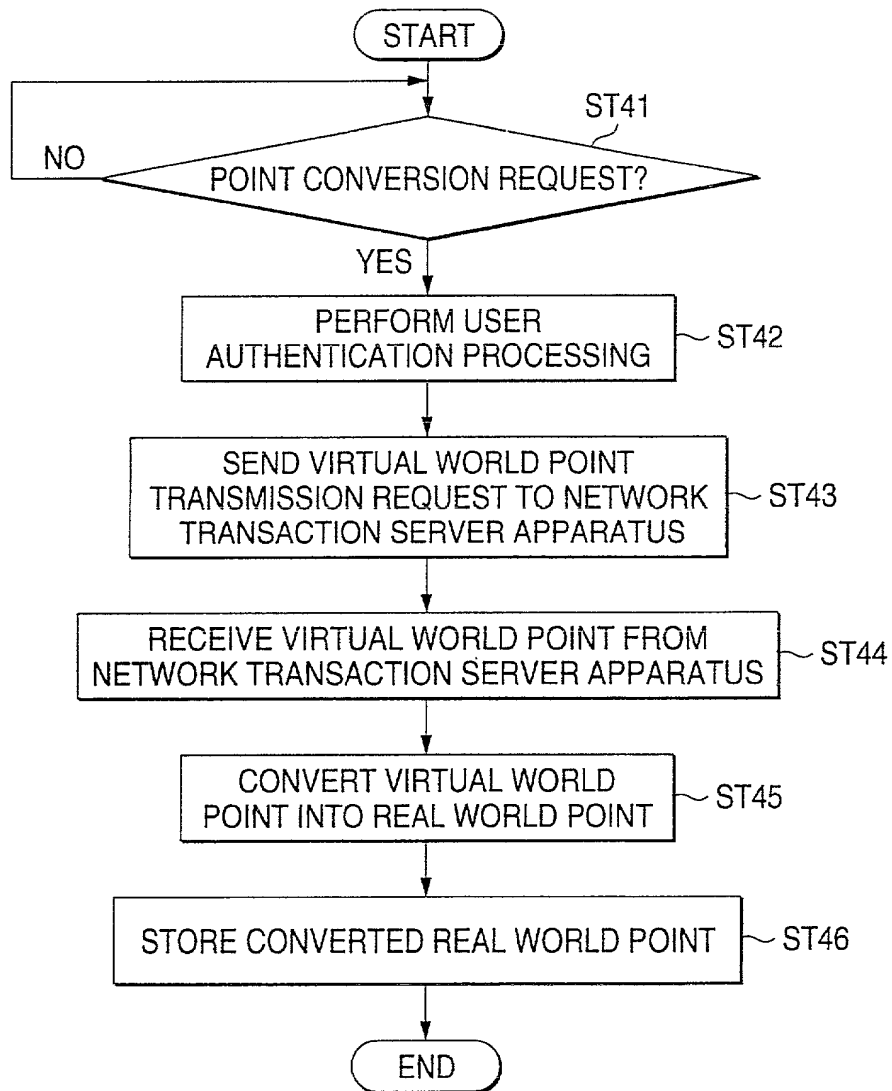 START
ST41
NO
POINT CONVERSION REQUEST?
YES
PERFORM USER
AUTHENTICATION PROCESSING
ST42
SEND VIRTUAL WORLD POINT
TRANSMISSION REQUEST TO NETWORK
TRANSACTION SERVER APPARATUS
ST43
RECEIVE VIRTUAL WORLD POINT FROM
NETWORK TRANSACTION SERVER APPARATUS
ST44
CONVERT VIRTUAL WORLD
POINT INTO REAL WORLD POINT
ST45
STORE CONVERTED REAL WORLD POINT
ST46
END